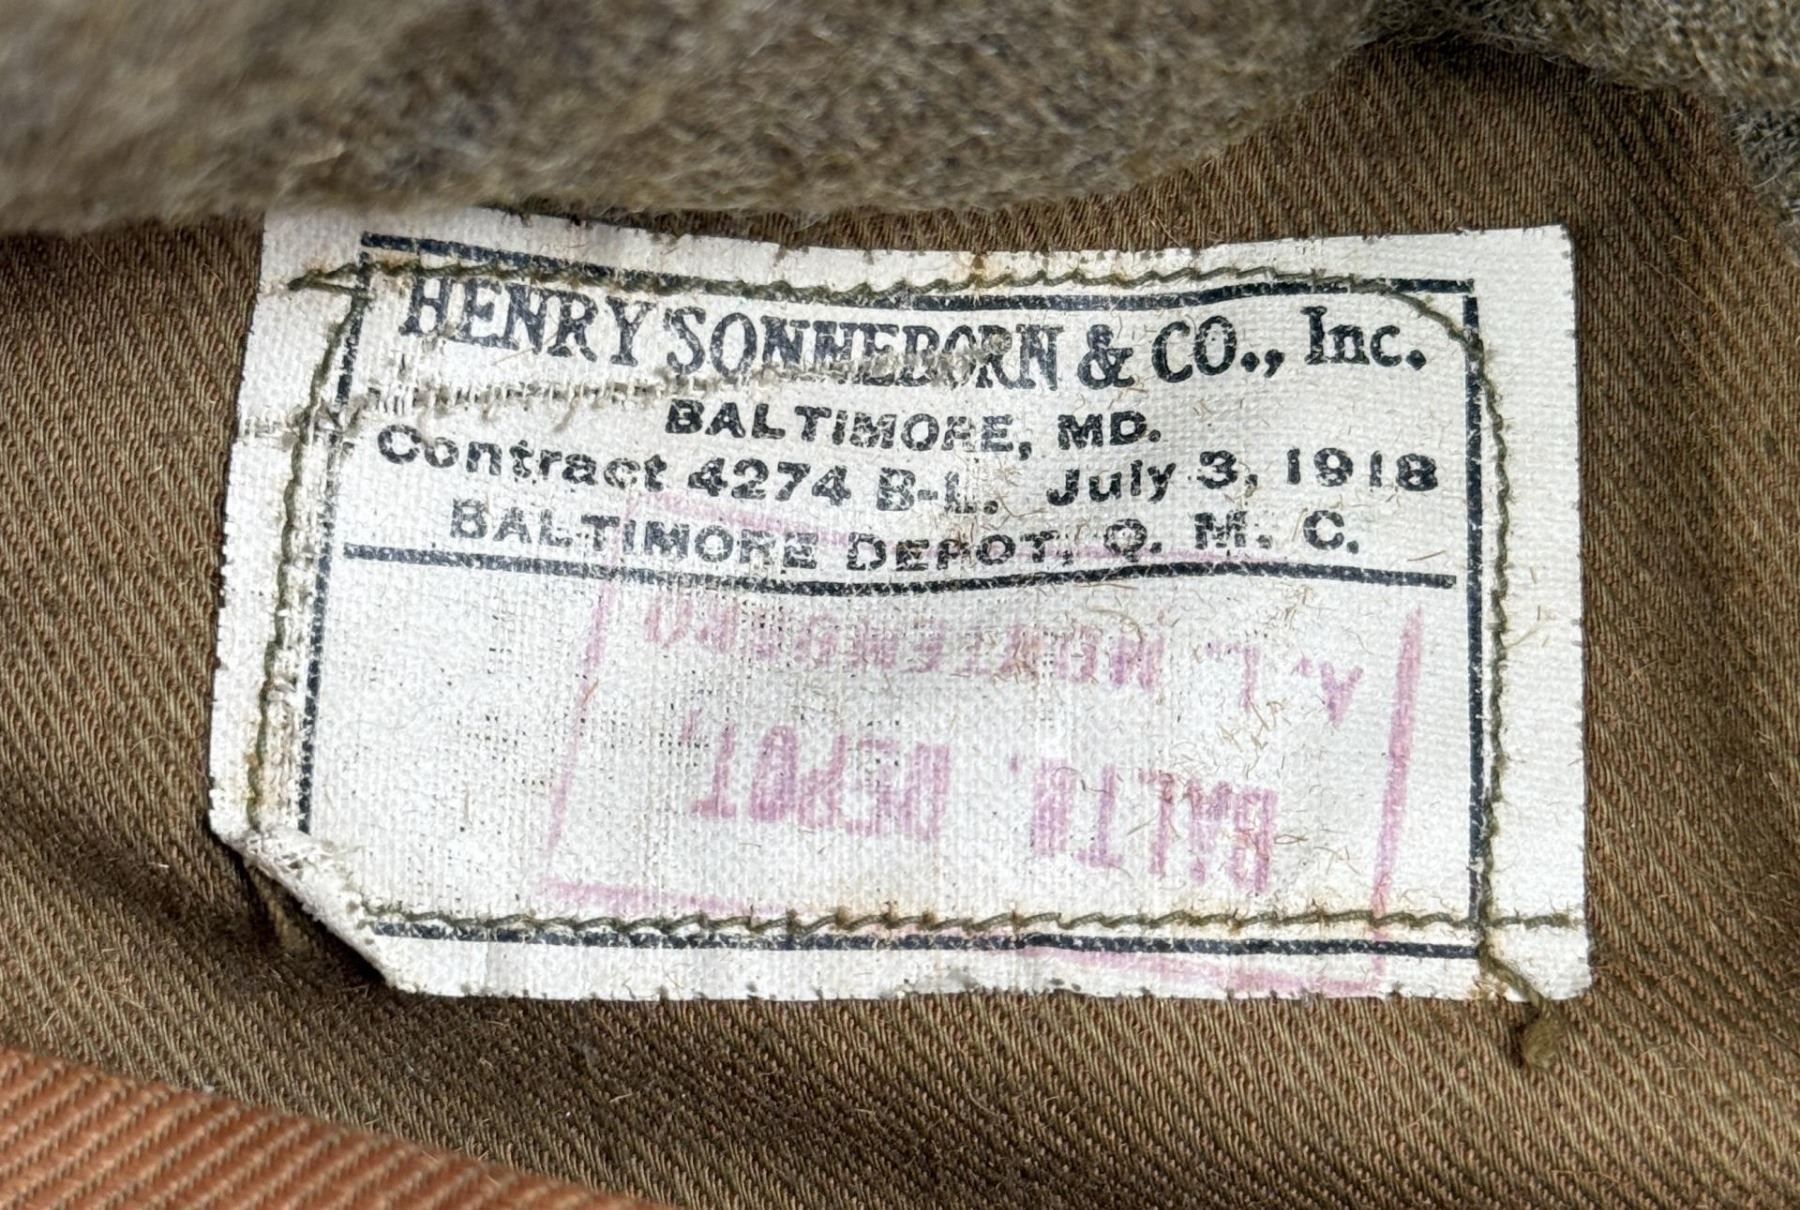 HENRY SONNEBORN & CO., Inc.
BALTIMORE, MD.
Contract 4274 B-L. July 3, 1918
BALTIMORE DEPOT, Q. M. C.
BALTO. DEPOT.
A. L.